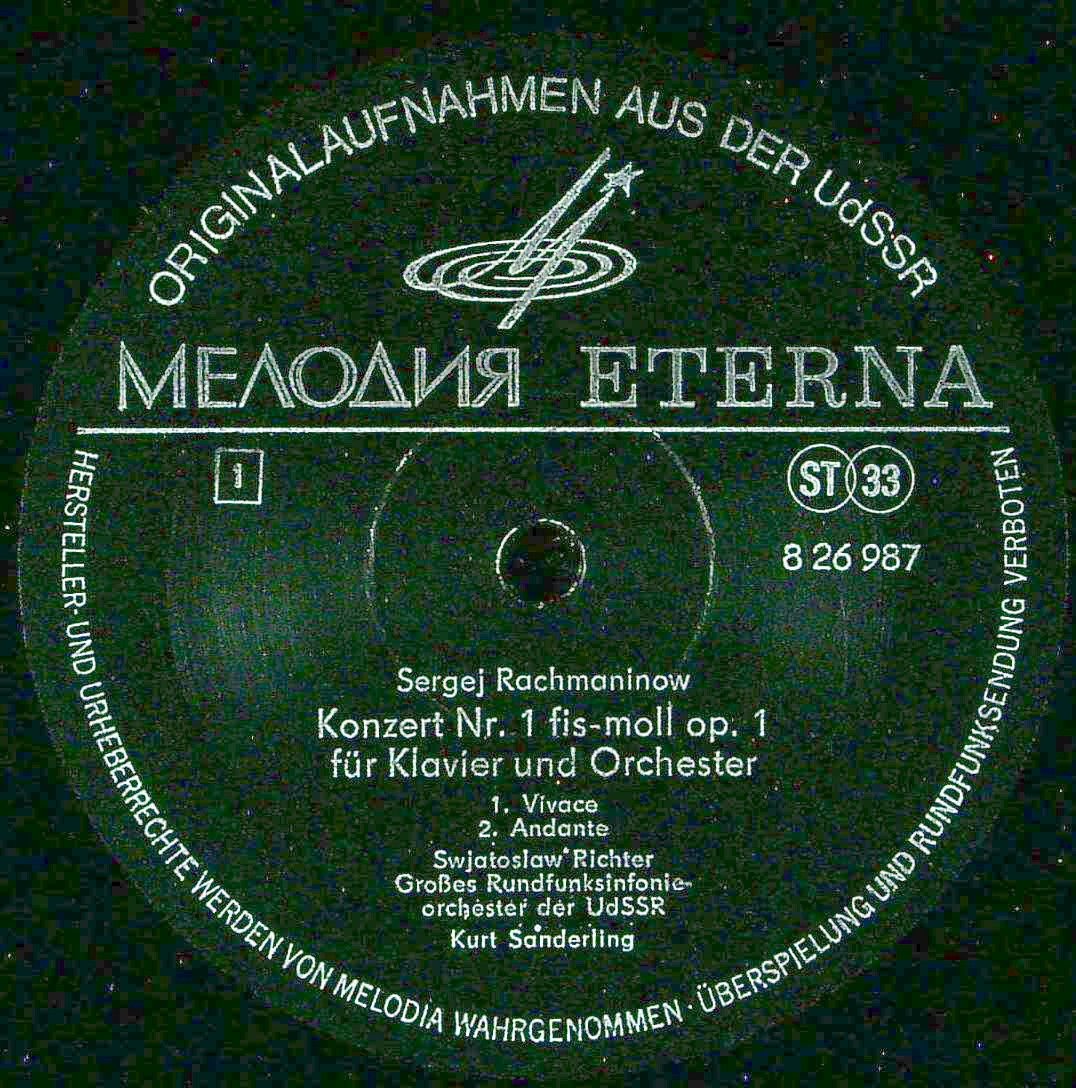 ORIGINALAUFNAHMEN AUS DER UdSSR
МЕЛОДИЯ ETERNA
1
ST 33
8 26 987
Sergej Rachmaninow
Konzert Nr. 1 fis-moll op. 1
für Klavier und Orchester
1. Vivace
2. Andante
Swjatoslaw Richter
Großes Rundfunksinfonie-
orchester der UdSSR
Kurt Sanderling
HERSTELLER- UND URHEBERRECHTE WERDEN VON MELODIA WAHRGENOMMEN · ÜBERSPIELUNG UND RUNDFUNKSENDUNG VERBOTEN